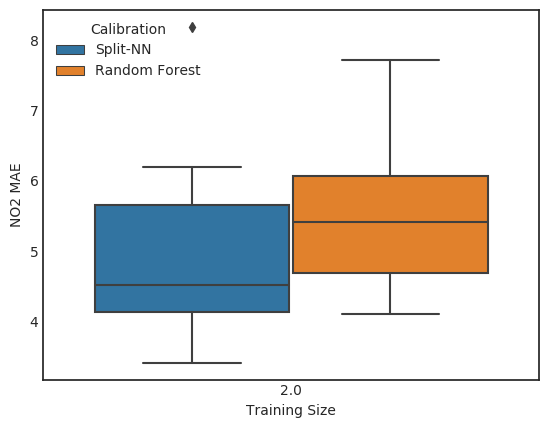 Calibration
Split-NN
Random Forest
8
7
6
5
4
NO2 MAE
2.0
Training Size